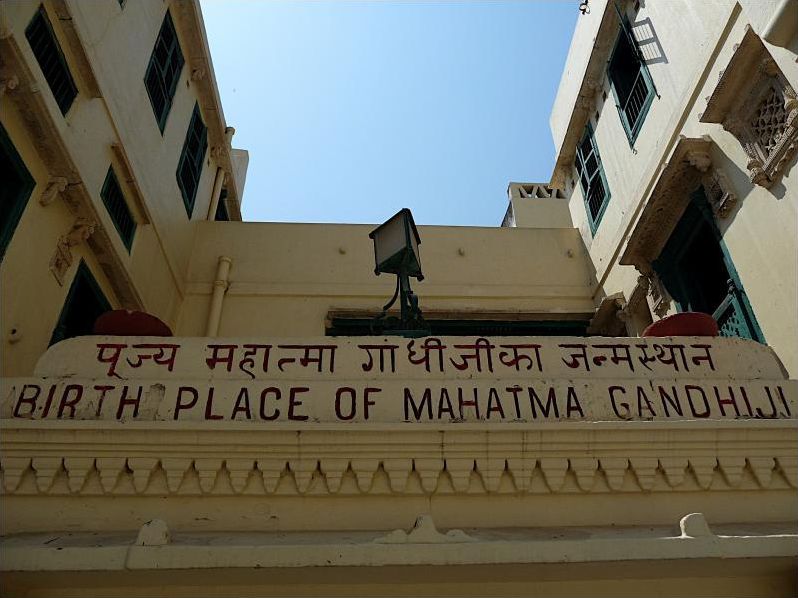 पूज्य महात्मा गांधीजीका जन्मस्थान
BIRTH PLACE OF MAHATMA GANDHIJI